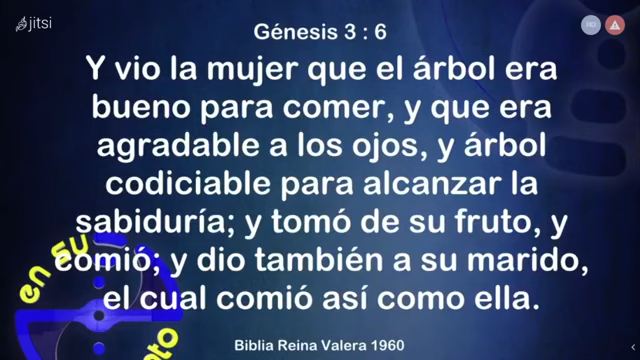 jitsi
HD
Génesis 3 : 6
Y vio la mujer que el árbol era
bueno para comer, y que era
agradable a los ojos, y árbol
codiciable para alcanzar la
sabiduría; y tomó de su fruto, y
comió; y dio también a su marido,
el cual comió así como ella.
en su
Biblia Reina Valera 1960